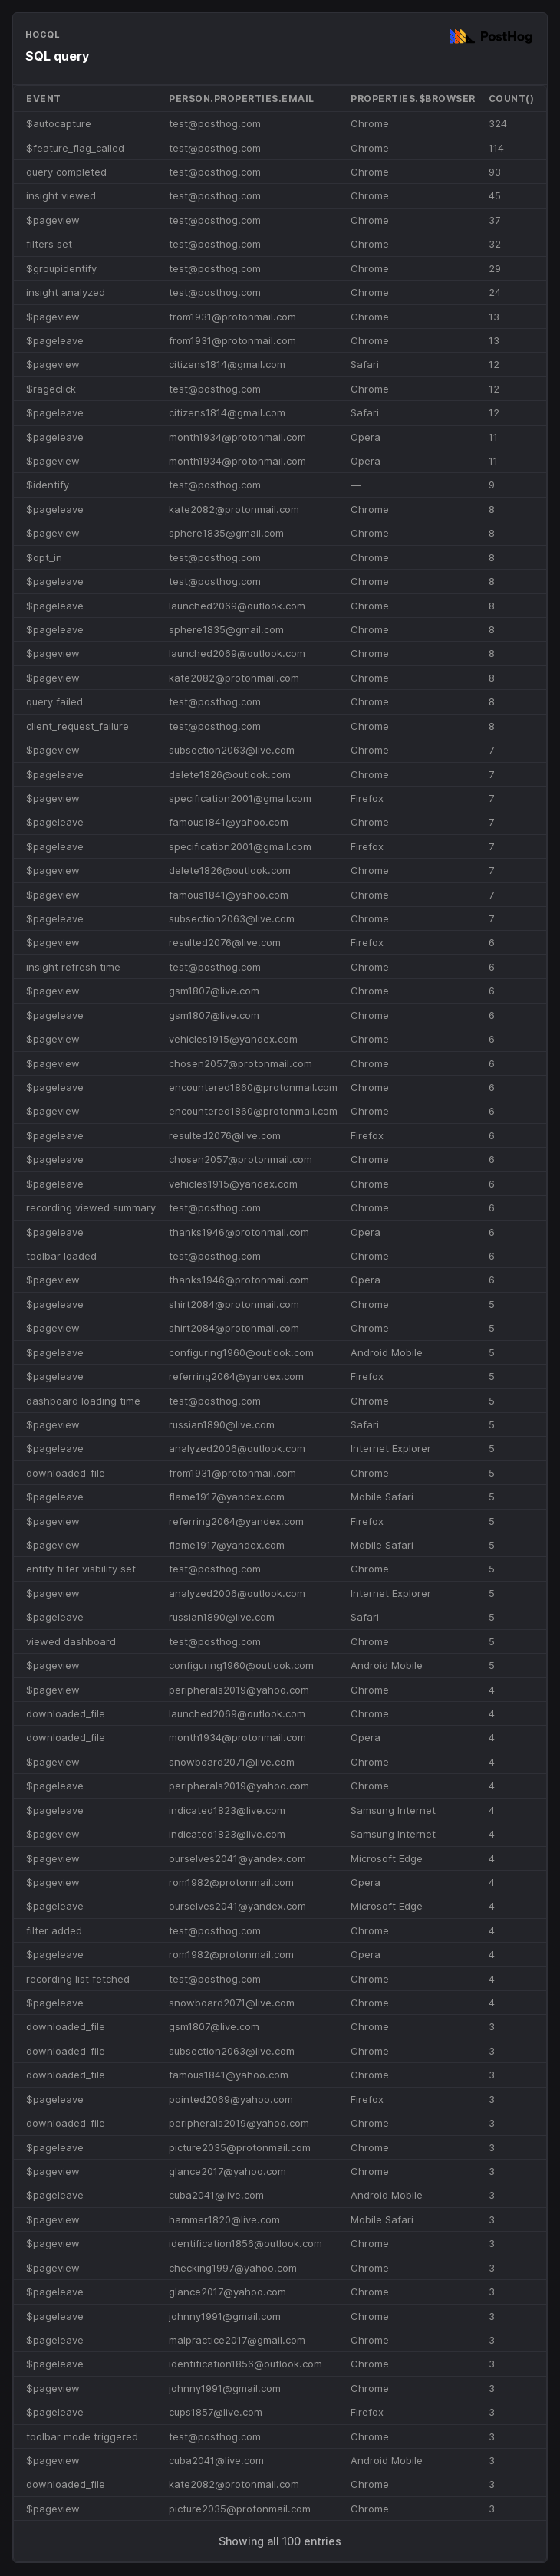 HOGQL
PostHog
SQL query
EVENT PERSON.PROPERTIES.EMAIL PROPERTIES.$BROWSER COUNT()
$autocapture test@posthog.com Chrome 324
$feature_flag_called test@posthog.com Chrome 114
query completed test@posthog.com Chrome 93
insight viewed test@posthog.com Chrome 45
$pageview test@posthog.com Chrome 37
filters set test@posthog.com Chrome 32
$groupidentify test@posthog.com Chrome 29
insight analyzed test@posthog.com Chrome 24
$pageview from1931@protonmail.com Chrome 13
$pageleave from1931@protonmail.com Chrome 13
$pageview citizens1814@gmail.com Safari 12
$rageclick test@posthog.com Chrome 12
$pageleave citizens1814@gmail.com Safari 12
$pageleave month1934@protonmail.com Opera 11
$pageview month1934@protonmail.com Opera 11
$identify test@posthog.com — 9
$pageleave kate2082@protonmail.com Chrome 8
$pageview sphere1835@gmail.com Chrome 8
$opt_in test@posthog.com Chrome 8
$pageleave test@posthog.com Chrome 8
$pageleave launched2069@outlook.com Chrome 8
$pageleave sphere1835@gmail.com Chrome 8
$pageview launched2069@outlook.com Chrome 8
$pageview kate2082@protonmail.com Chrome 8
query failed test@posthog.com Chrome 8
client_request_failure test@posthog.com Chrome 8
$pageview subsection2063@live.com Chrome 7
$pageleave delete1826@outlook.com Chrome 7
$pageview specification2001@gmail.com Firefox 7
$pageleave famous1841@yahoo.com Chrome 7
$pageleave specification2001@gmail.com Firefox 7
$pageview delete1826@outlook.com Chrome 7
$pageview famous1841@yahoo.com Chrome 7
$pageleave subsection2063@live.com Chrome 7
$pageview resulted2076@live.com Firefox 6
insight refresh time test@posthog.com Chrome 6
$pageview gsm1807@live.com Chrome 6
$pageleave gsm1807@live.com Chrome 6
$pageview vehicles1915@yandex.com Chrome 6
$pageview chosen2057@protonmail.com Chrome 6
$pageleave encountered1860@protonmail.com Chrome 6
$pageview encountered1860@protonmail.com Chrome 6
$pageleave resulted2076@live.com Firefox 6
$pageleave chosen2057@protonmail.com Chrome 6
$pageleave vehicles1915@yandex.com Chrome 6
recording viewed summary test@posthog.com Chrome 6
$pageleave thanks1946@protonmail.com Opera 6
toolbar loaded test@posthog.com Chrome 6
$pageview thanks1946@protonmail.com Opera 6
$pageleave shirt2084@protonmail.com Chrome 5
$pageview shirt2084@protonmail.com Chrome 5
$pageleave configuring1960@outlook.com Android Mobile 5
$pageleave referring2064@yandex.com Firefox 5
dashboard loading time test@posthog.com Chrome 5
$pageview russian1890@live.com Safari 5
$pageleave analyzed2006@outlook.com Internet Explorer 5
downloaded_file from1931@protonmail.com Chrome 5
$pageleave flame1917@yandex.com Mobile Safari 5
$pageview referring2064@yandex.com Firefox 5
$pageview flame1917@yandex.com Mobile Safari 5
entity filter visbility set test@posthog.com Chrome 5
$pageview analyzed2006@outlook.com Internet Explorer 5
$pageleave russian1890@live.com Safari 5
viewed dashboard test@posthog.com Chrome 5
$pageview configuring1960@outlook.com Android Mobile 5
$pageview peripherals2019@yahoo.com Chrome 4
downloaded_file launched2069@outlook.com Chrome 4
downloaded_file month1934@protonmail.com Opera 4
$pageview snowboard2071@live.com Chrome 4
$pageleave peripherals2019@yahoo.com Chrome 4
$pageleave indicated1823@live.com Samsung Internet 4
$pageview indicated1823@live.com Samsung Internet 4
$pageview ourselves2041@yandex.com Microsoft Edge 4
$pageview rom1982@protonmail.com Opera 4
$pageleave ourselves2041@yandex.com Microsoft Edge 4
filter added test@posthog.com Chrome 4
$pageleave rom1982@protonmail.com Opera 4
recording list fetched test@posthog.com Chrome 4
$pageleave snowboard2071@live.com Chrome 4
downloaded_file gsm1807@live.com Chrome 3
downloaded_file subsection2063@live.com Chrome 3
downloaded_file famous1841@yahoo.com Chrome 3
$pageleave pointed2069@yahoo.com Firefox 3
downloaded_file peripherals2019@yahoo.com Chrome 3
$pageleave picture2035@protonmail.com Chrome 3
$pageview glance2017@yahoo.com Chrome 3
$pageleave cuba2041@live.com Android Mobile 3
$pageview hammer1820@live.com Mobile Safari 3
$pageview identification1856@outlook.com Chrome 3
$pageview checking1997@yahoo.com Chrome 3
$pageleave glance2017@yahoo.com Chrome 3
$pageleave johnny1991@gmail.com Chrome 3
$pageleave malpractice2017@gmail.com Chrome 3
$pageleave identification1856@outlook.com Chrome 3
$pageview johnny1991@gmail.com Chrome 3
$pageleave cups1857@live.com Firefox 3
toolbar mode triggered test@posthog.com Chrome 3
$pageview cuba2041@live.com Android Mobile 3
downloaded_file kate2082@protonmail.com Chrome 3
$pageview picture2035@protonmail.com Chrome 3
Showing all 100 entries